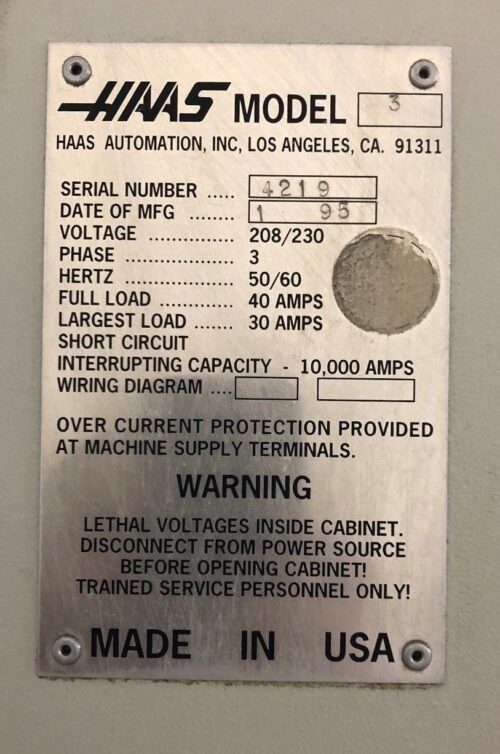 HAAS MODEL 3
HAAS AUTOMATION, INC, LOS ANGELES, CA. 91311
SERIAL NUMBER ..... 4219
DATE OF MFG ........ 1 95
VOLTAGE ............... 208/230
PHASE ................... 3
HERTZ ................... 50/60
FULL LOAD ............. 40 AMPS
LARGEST LOAD ....... 30 AMPS
SHORT CIRCUIT
INTERRUPTING CAPACITY - 10,000 AMPS
WIRING DIAGRAM ....
OVER CURRENT PROTECTION PROVIDED
AT MACHINE SUPPLY TERMINALS.
WARNING
LETHAL VOLTAGES INSIDE CABINET.
DISCONNECT FROM POWER SOURCE
BEFORE OPENING CABINET!
TRAINED SERVICE PERSONNEL ONLY!
MADE IN USA